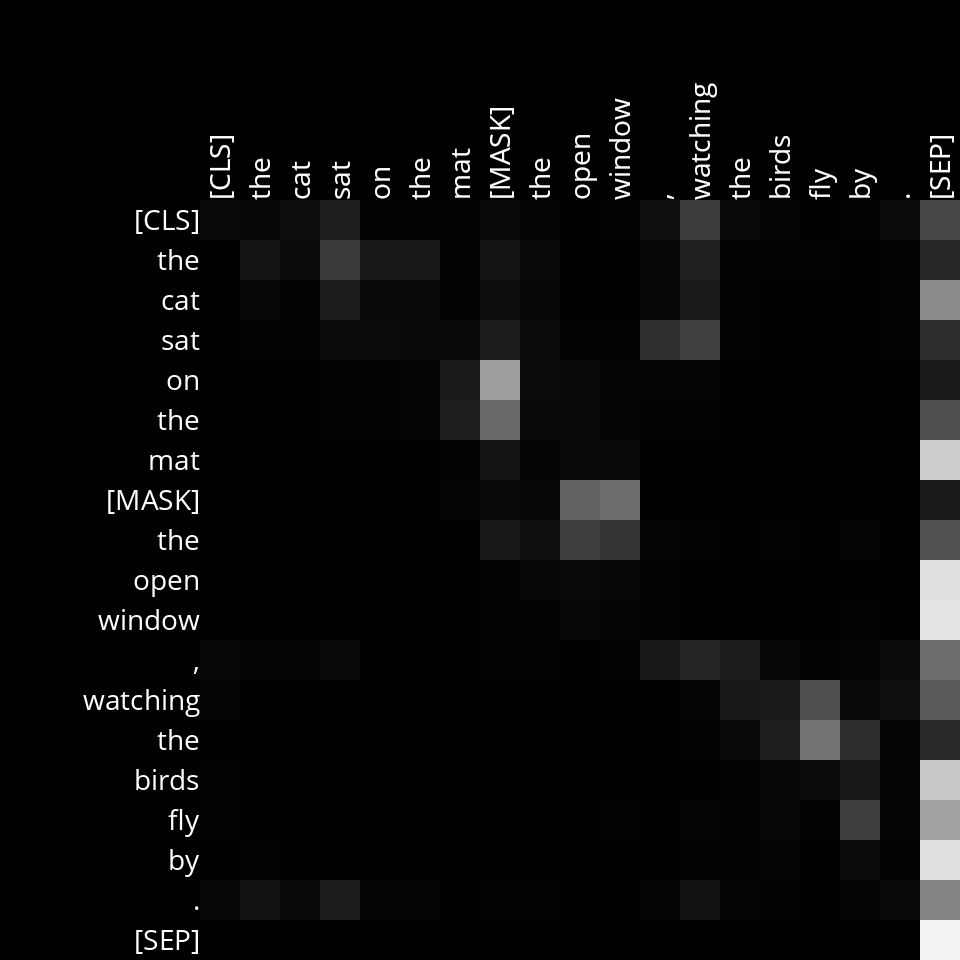 [CLS]
the
cat
sat
on
the
mat
[MASK]
the
open
window
,
watching
the
birds
fly
by
.
[SEP]
[CLS]
the
cat
sat
on
the
mat
[MASK]
the
open
window
,
watching
the
birds
fly
by
.
[SEP]